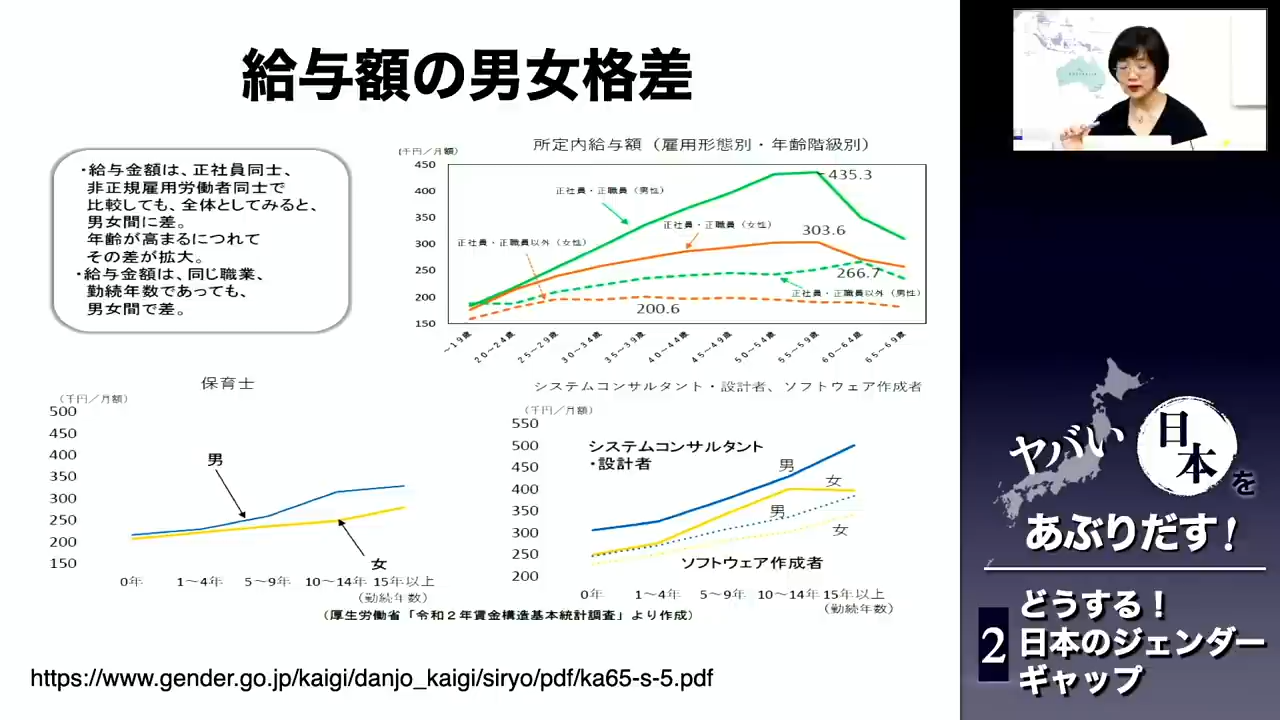 給与額の男女格差
・給与金額は、正社員同士、
非正規雇用労働者同士で
比較しても、全体としてみると、
男女間に差。
年齢が高まるにつれて
その差が拡大。
・給与金額は、同じ職業、
勤続年数であっても、
男女間で差。
所定内給与額（雇用形態別・年齢階級別）
(千円／月額)
450
400
350
300
250
200
150
正社員・正職員（男性）
435.3
正社員・正職員（女性）
303.6
正社員・正職員以外（女性）
266.7
正社員・正職員以外（男性）
200.6
～19歳
20～24歳
25～29歳
30～34歳
35～39歳
40～44歳
45～49歳
50～54歳
55～59歳
60～64歳
65～69歳
保育士
（千円／月額）
500
450
400
350
300
250
200
150
男
女
0年 1～4年 5～9年 10～14年 15年以上
（勤続年数）
システムコンサルタント・設計者、ソフトウェア作成者
（千円／月額）
550
500
450
400
350
300
250
200
システムコンサルタント
・設計者
男
女
男
女
ソフトウェア作成者
0年 1～4年 5～9年 10～14年 15年以上
（勤続年数）
（厚生労働省「令和２年賃金構造基本統計調査」より作成）
https://www.gender.go.jp/kaigi/danjo_kaigi/siryo/pdf/ka65-s-5.pdf
AUSTRALIA
ヤバい日本を
あぶりだす！
2
どうする！
日本のジェンダー
ギャップ